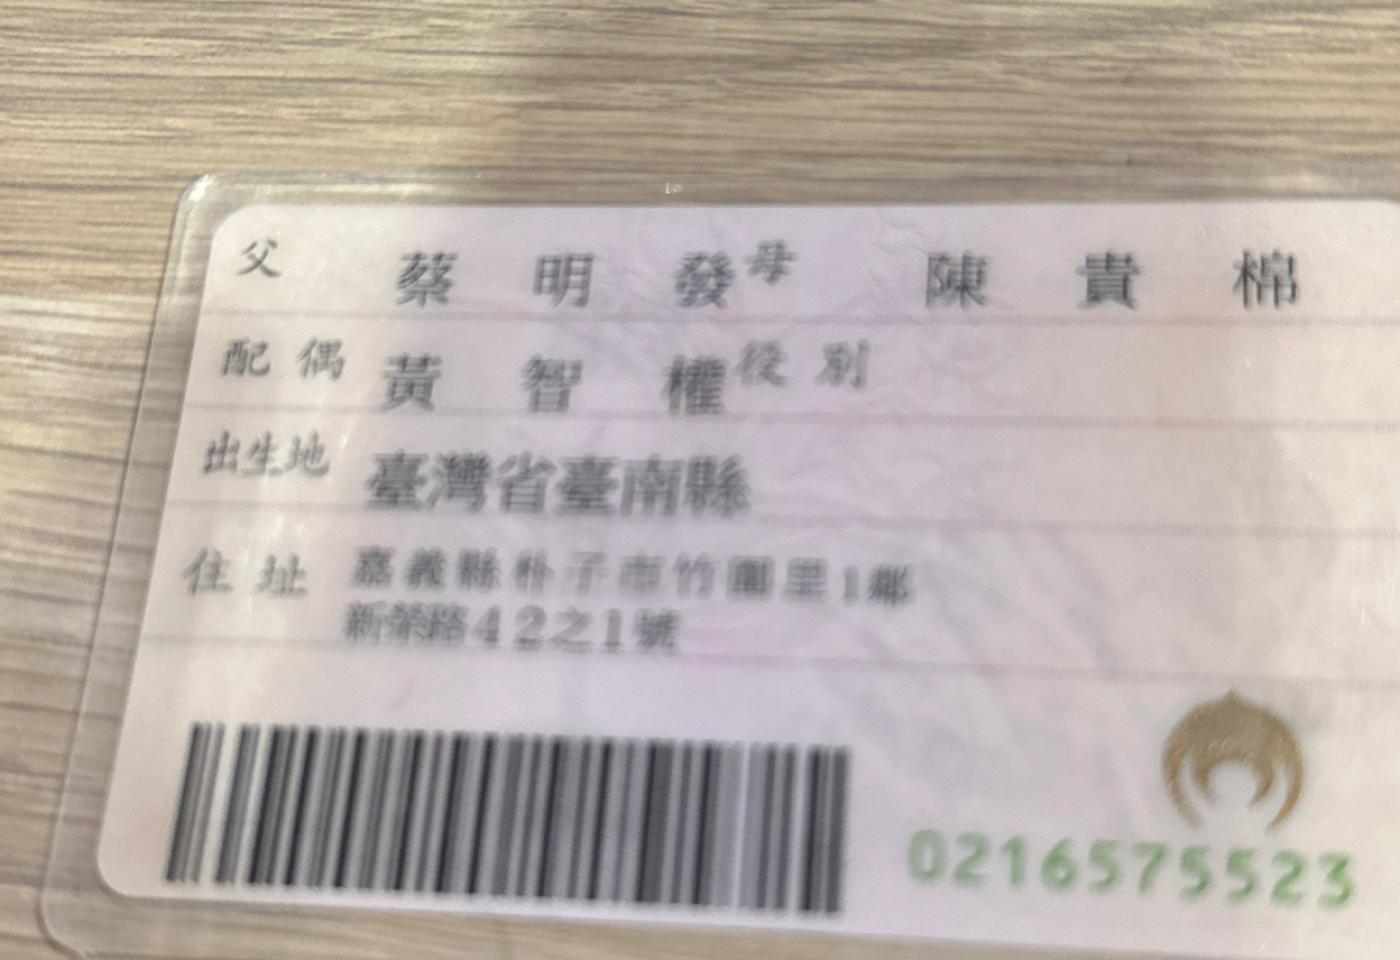 父 蔡明發 母 陳貴棉
配偶 黃智權 役別
出生地 臺灣省臺南縣
住址 嘉義縣朴子市竹圍里1鄰
新榮路42之1號
0216575523